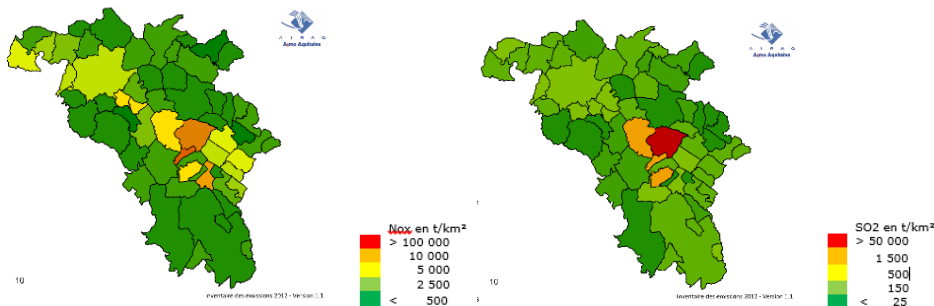 AIRAQ
Atmo Aquitaine
Nox en t/km²
> 100 000
10 000
5 000
2 500
< 500
10
Inventaire des émissions 2012 - Version 1.1
AIRAQ
Atmo Aquitaine
SO2 en t/km²
> 50 000
1 500
500
150
< 25
Inventaire des émissions 2012 - Version 1.1